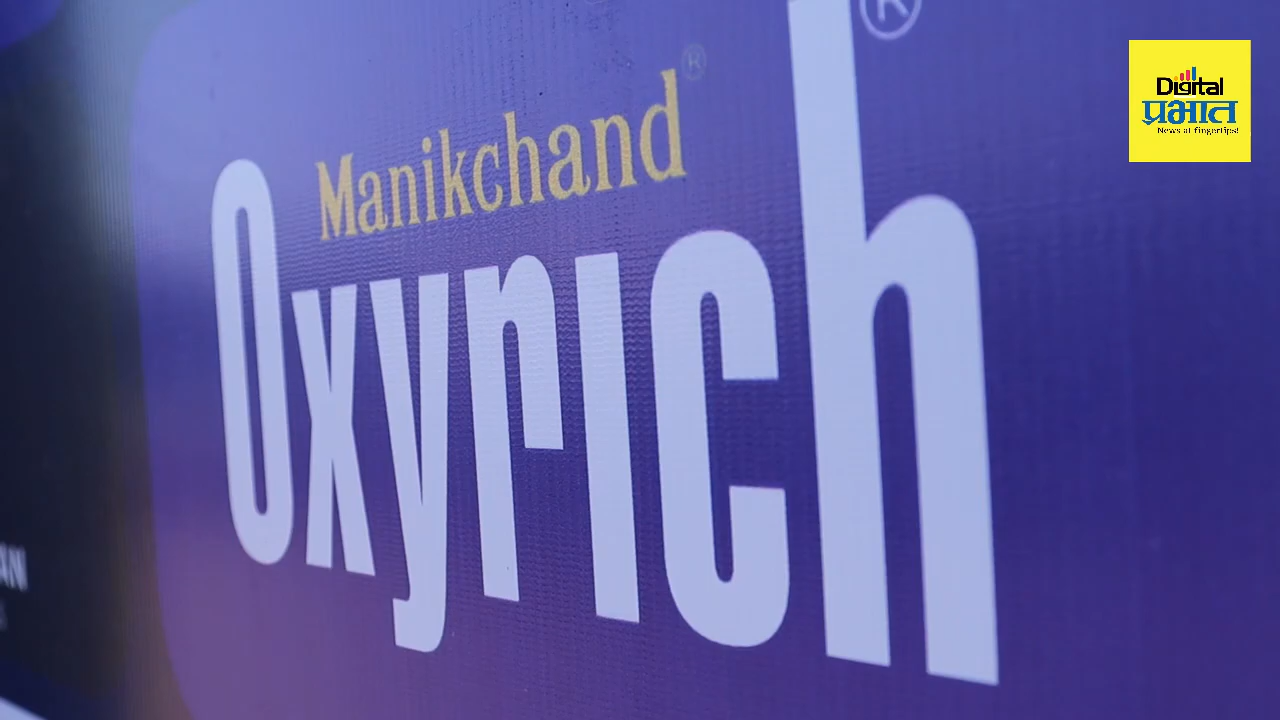 Manikchand®
Oxyrich®
Digital
प्रभात
News at fingertips!